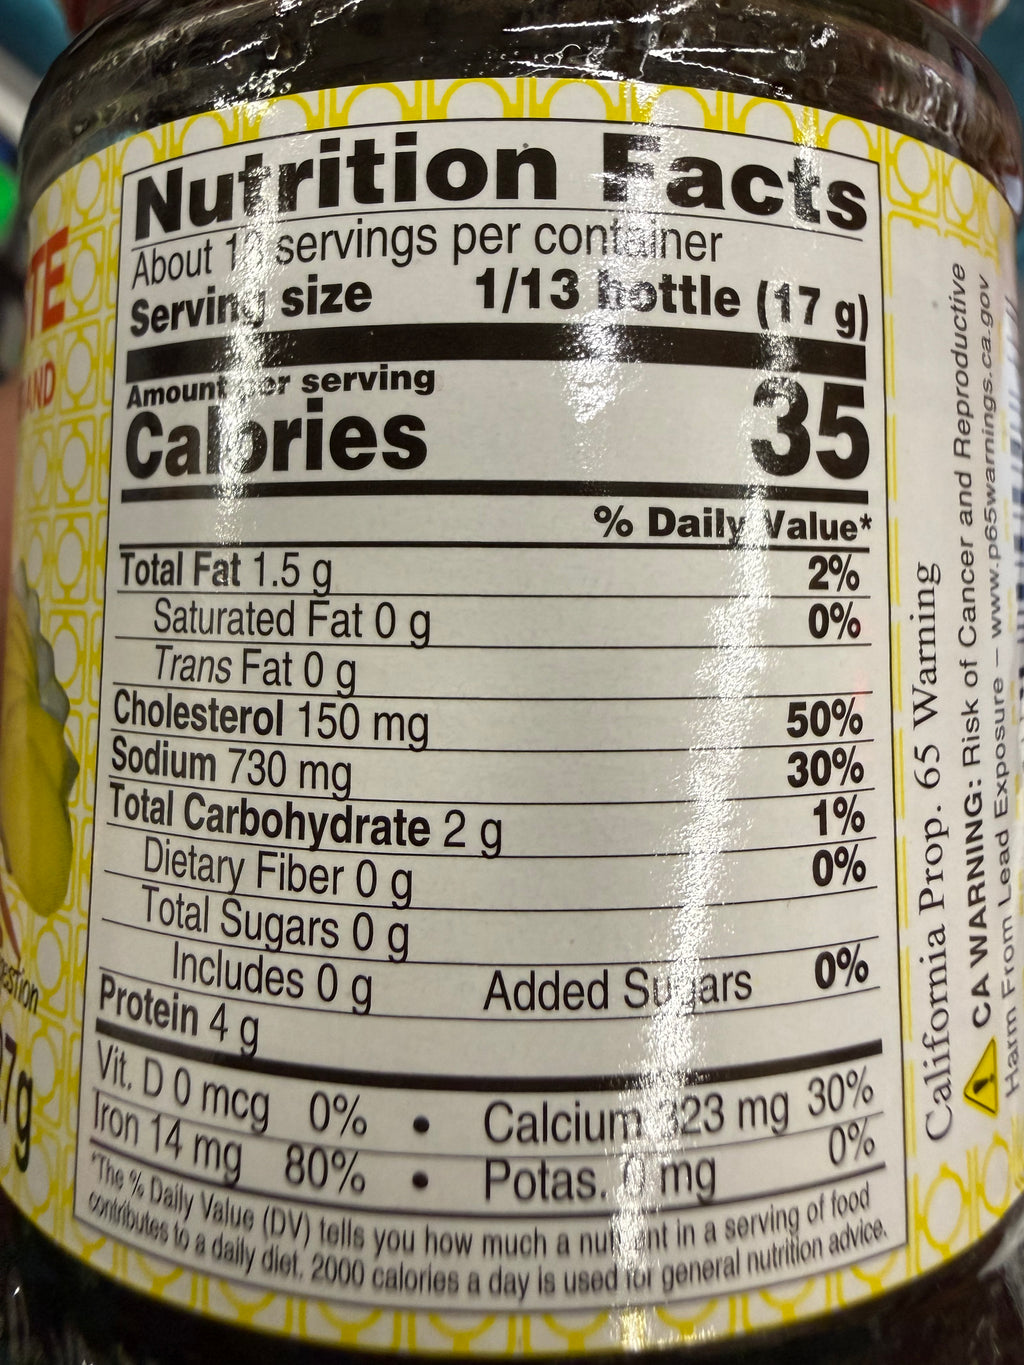 Nutrition Facts
About 13 servings per container
Serving size 1/13 bottle (17 g)
Amount per serving
Calories 35
% Daily Value*
Total Fat 1.5 g 2%
Saturated Fat 0 g 0%
Trans Fat 0 g
Cholesterol 150 mg 50%
Sodium 730 mg 30%
Total Carbohydrate 2 g 1%
Dietary Fiber 0 g 0%
Total Sugars 0 g
Includes 0 g Added Sugars 0%
Protein 4 g
Vit. D 0 mcg 0% • Calcium 323 mg 30%
Iron 14 mg 80% • Potas. 0 mg 0%
*The % Daily Value (DV) tells you how much a nutrient in a serving of food
contributes to a daily diet. 2000 calories a day is used for general nutrition advice.
California Prop. 65 Warning
CA WARNING: Risk of Cancer and Reproductive
Harm From Lead Exposure – www.p65warnings.ca.gov